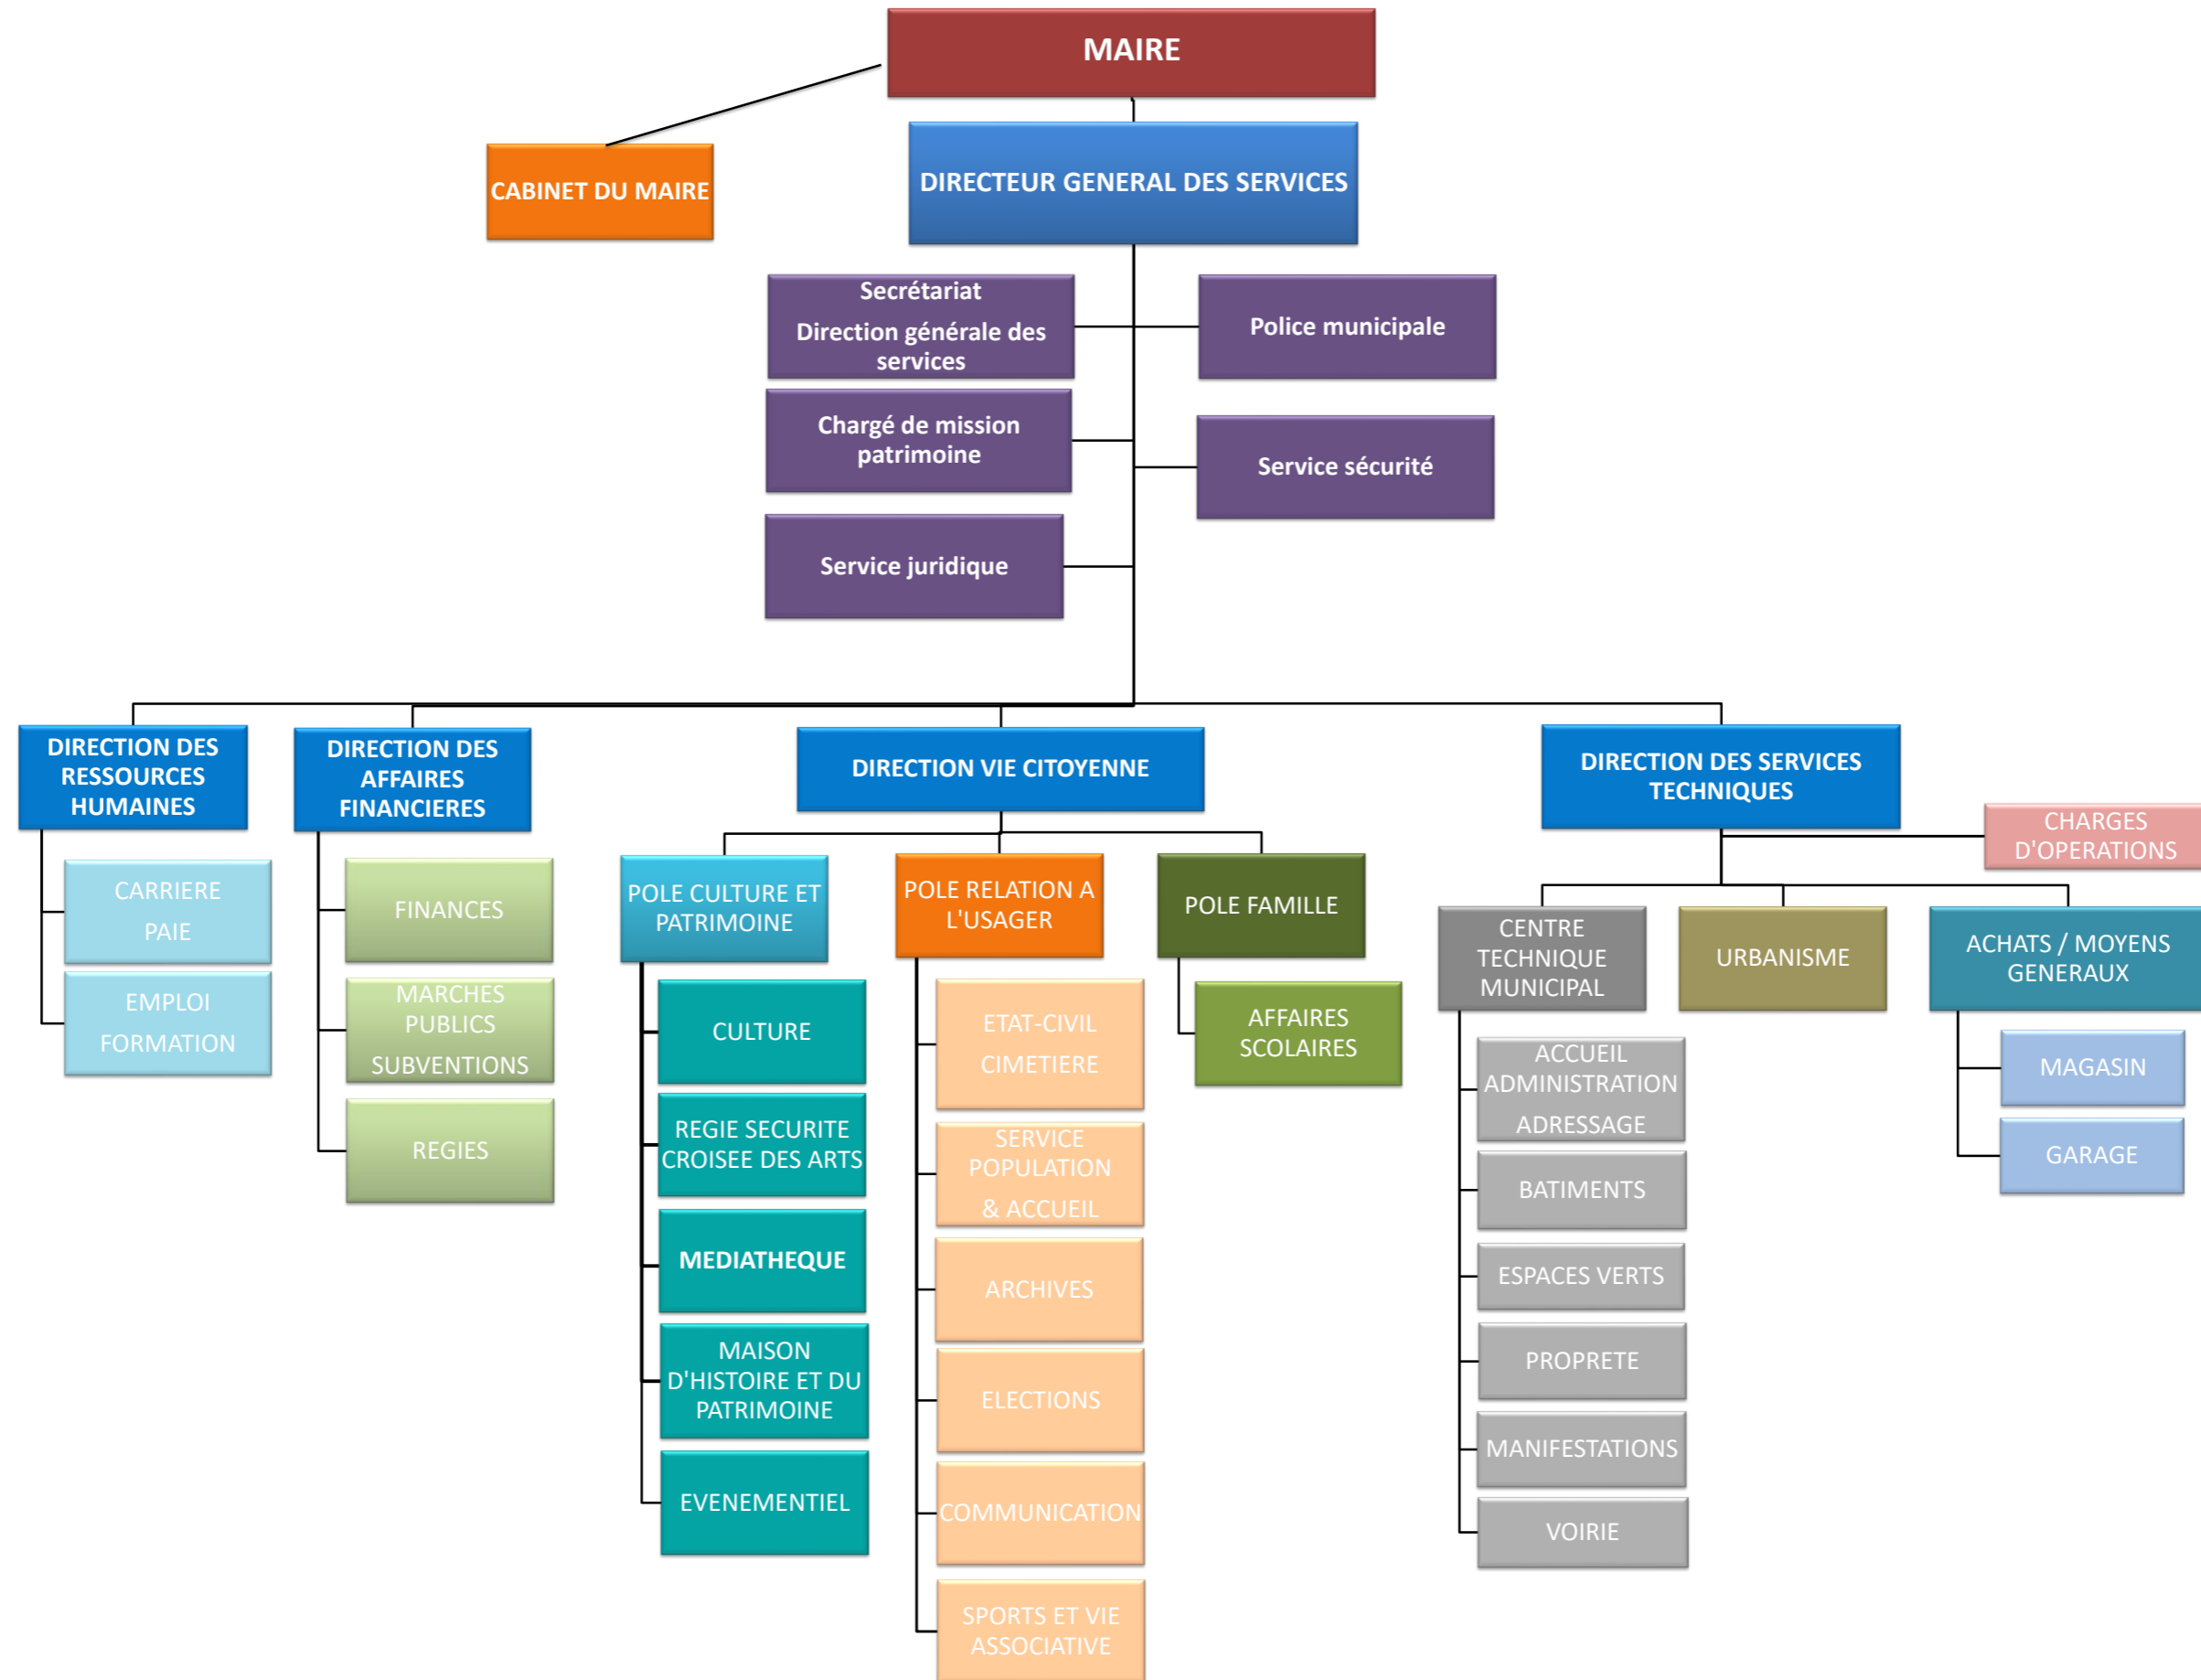 MAIRE
CABINET DU MAIRE
DIRECTEUR GENERAL DES SERVICES
Secrétariat
Direction générale des
services
Police municipale
Chargé de mission
patrimoine
Service sécurité
Service juridique
DIRECTION DES
RESSOURCES
HUMAINES
CARRIERE
PAIE
EMPLOI
FORMATION
DIRECTION DES
AFFAIRES
FINANCIERES
FINANCES
MARCHES
PUBLICS
SUBVENTIONS
REGIES
DIRECTION VIE CITOYENNE
POLE CULTURE ET
PATRIMOINE
CULTURE
REGIE SECURITE
CROISEE DES ARTS
MEDIATHEQUE
MAISON
D'HISTOIRE ET DU
PATRIMOINE
EVENEMENTIEL
POLE RELATION A
L'USAGER
ETAT-CIVIL
CIMETIERE
SERVICE
POPULATION
& ACCUEIL
ARCHIVES
ELECTIONS
COMMUNICATION
SPORTS ET VIE
ASSOCIATIVE
POLE FAMILLE
AFFAIRES
SCOLAIRES
DIRECTION DES SERVICES
TECHNIQUES
CHARGES
D'OPERATIONS
CENTRE
TECHNIQUE
MUNICIPAL
ACCUEIL
ADMINISTRATION
ADRESSAGE
BATIMENTS
ESPACES VERTS
PROPRETE
MANIFESTATIONS
VOIRIE
URBANISME
ACHATS / MOYENS
GENERAUX
MAGASIN
GARAGE